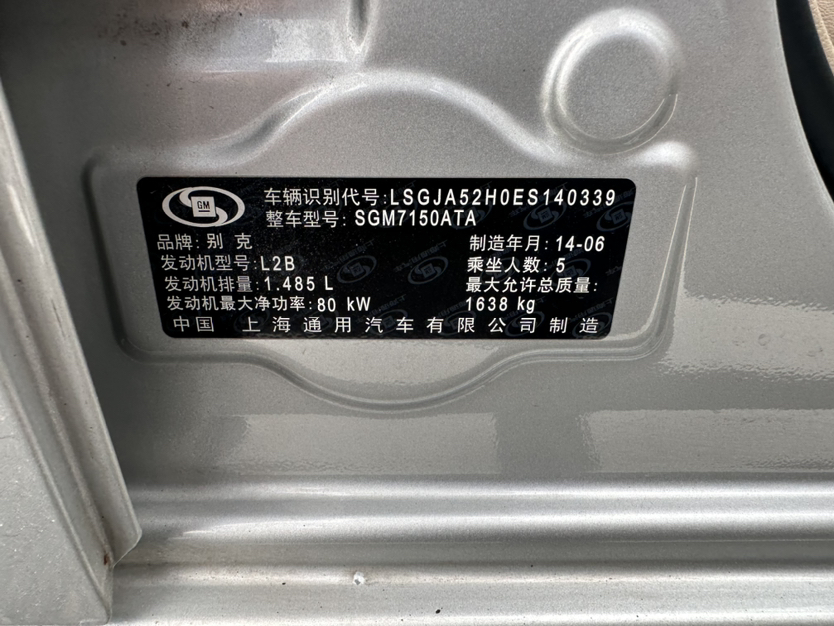 GM
车辆识别代号:LSGJA52H0ES140339
整车型号: SGM7150ATA
品牌: 别 克
制造年月: 14-06
发动机型号: L2B
乘坐人数: 5
发动机排量: 1.485 L
最大允许总质量:
发动机最大净功率: 80 kW
1638 kg
中国 上海通用汽车有限公司制造